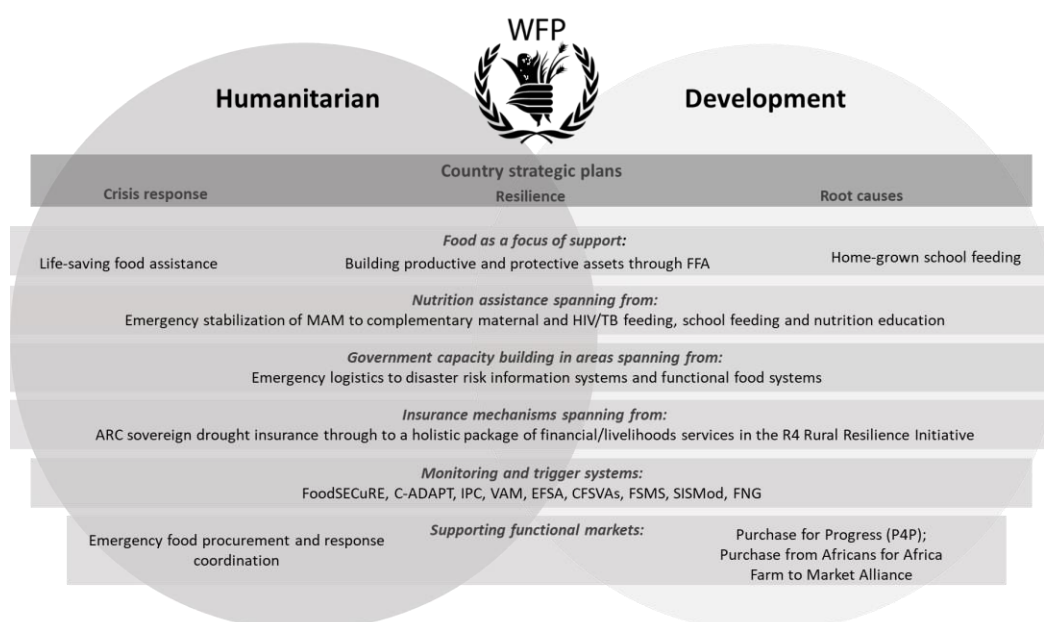 WFP
Humanitarian
Development
Country strategic plans
Crisis response
Resilience
Root causes
Food as a focus of support:
Life-saving food assistance
Building productive and protective assets through FFA
Home-grown school feeding
Nutrition assistance spanning from:
Emergency stabilization of MAM to complementary maternal and HIV/TB feeding, school feeding and nutrition education
Government capacity building in areas spanning from:
Emergency logistics to disaster risk information systems and functional food systems
Insurance mechanisms spanning from:
ARC sovereign drought insurance through to a holistic package of financial/livelihoods services in the R4 Rural Resilience Initiative
Monitoring and trigger systems:
FoodSECuRE, C-ADAPT, IPC, VAM, EFSA, CFSVAs, FSMS, SISMod, FNG
Supporting functional markets:
Emergency food procurement and response
coordination
Purchase for Progress (P4P);
Purchase from Africans for Africa
Farm to Market Alliance